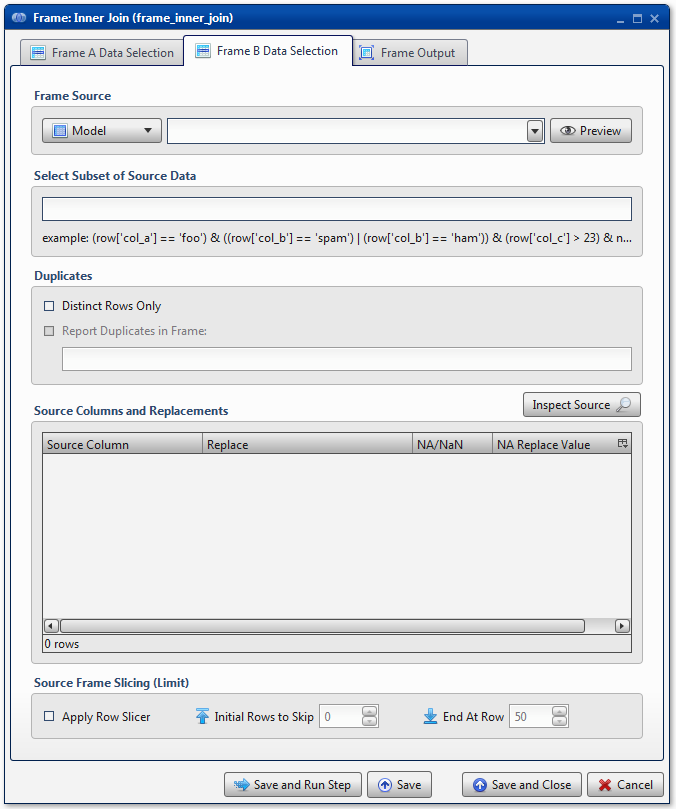 Frame: Inner Join (frame_inner_join)
Frame A Data Selection
Frame B Data Selection
Frame Output
Frame Source
Model
Preview
Select Subset of Source Data
example: (row['col_a'] == 'foo') & ((row['col_b'] == 'spam') | (row['col_b'] == 'ham')) & (row['col_c'] > 23) & n...
Duplicates
Distinct Rows Only
Report Duplicates in Frame:
Inspect Source
Source Columns and Replacements
Source Column Replace NA/NaN NA Replace Value
0 rows
Source Frame Slicing (Limit)
Apply Row Slicer Initial Rows to Skip 0 End At Row 50
Save and Run Step Save Save and Close Cancel